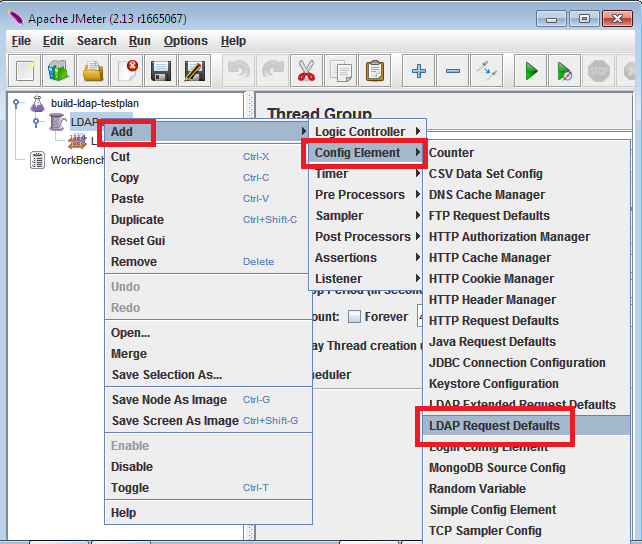 Apache JMeter (2.13 r1665067)
File Edit Search Run Options Help
STOP
build-ldap-testplan
LDAP
Thread Group
WorkBench
Add
Cut Ctrl-X
Copy Ctrl-C
Paste Ctrl-V
Duplicate Ctrl+Shift-C
Reset Gui
Remove Delete
Undo
Redo
Open...
Merge
Save Selection As...
Save Node As Image Ctrl-G
Save Screen As Image Ctrl+Shift-G
Enable
Disable
Toggle Ctrl-T
Help
Logic Controller
Config Element
Timer
Pre Processors
Sampler
Post Processors
Assertions
Listener
Period (in second
ount: Forever
ay Thread creation
heduler
Counter
CSV Data Set Config
DNS Cache Manager
FTP Request Defaults
HTTP Authorization Manager
HTTP Cache Manager
HTTP Cookie Manager
HTTP Header Manager
HTTP Request Defaults
Java Request Defaults
JDBC Connection Configuration
Keystore Configuration
LDAP Extended Request Defaults
LDAP Request Defaults
Login Config Element
MongoDB Source Config
Random Variable
Simple Config Element
TCP Sampler Config